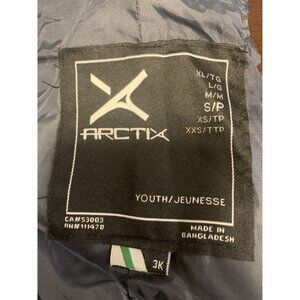 XL/TG
L/G
M/M
S/P
XS/TP
XXS/TTP
ARCTIX
YOUTH/JEUNESSE
CA#53003
RN#111478
MADE IN
BANGLADESH
3K